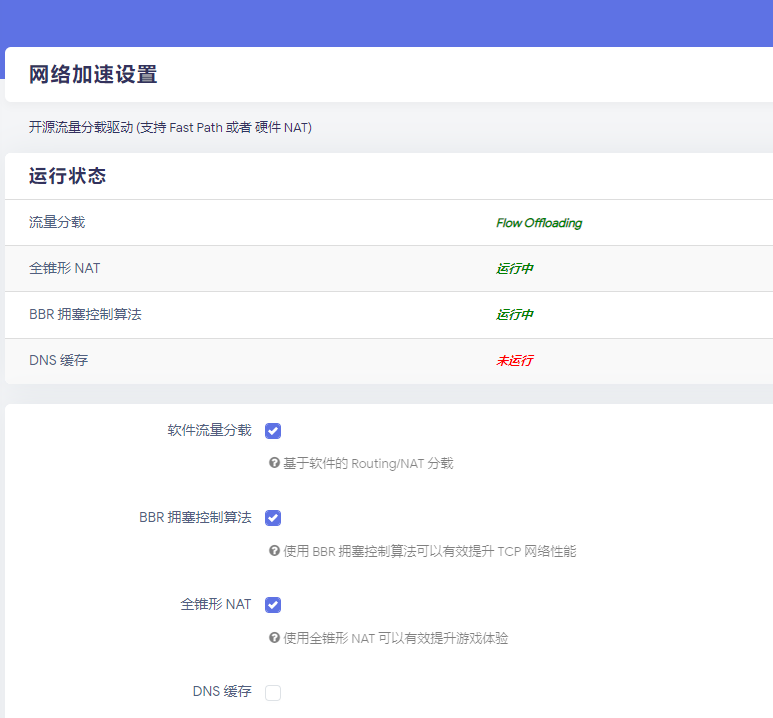 网络加速设置
开源流量分载驱动 (支持 Fast Path 或者 硬件 NAT)
运行状态
流量分载 Flow Offloading
全锥形 NAT 运行中
BBR 拥塞控制算法 运行中
DNS 缓存 未运行
软件流量分载
基于软件的 Routing/NAT 分载
BBR 拥塞控制算法
使用 BBR 拥塞控制算法可以有效提升 TCP 网络性能
全锥形 NAT
使用全锥形 NAT 可以有效提升游戏体验
DNS 缓存